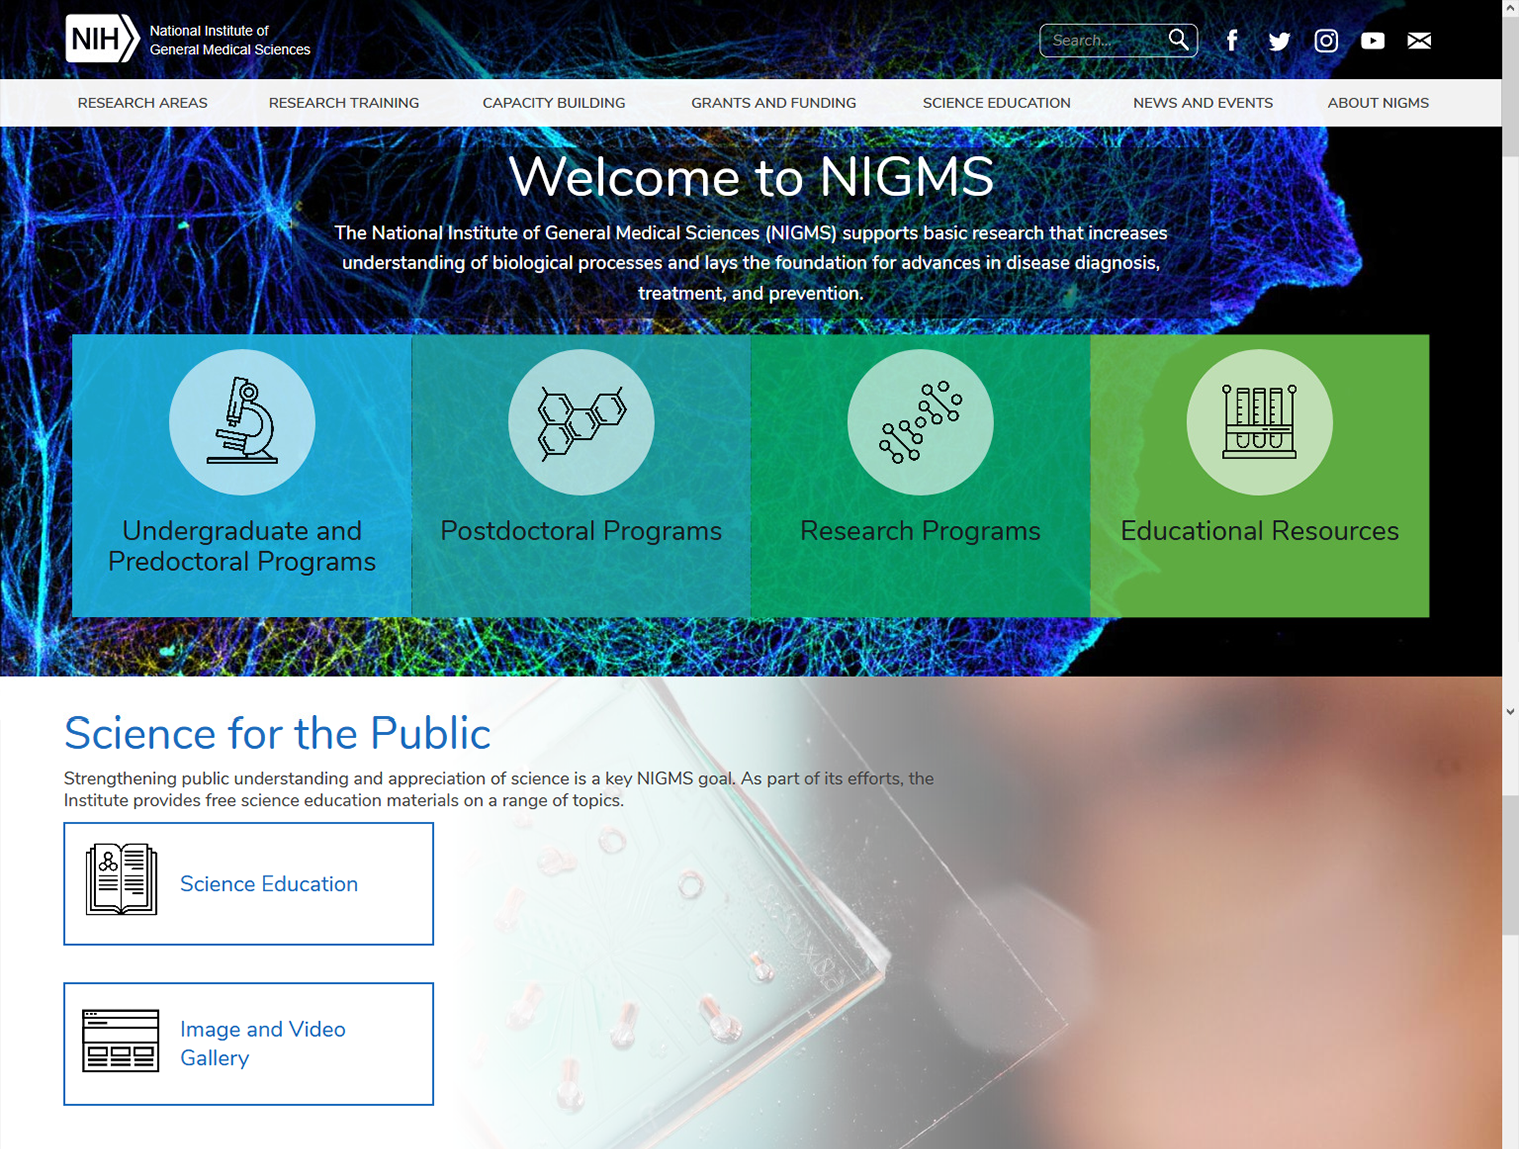 NIH
National Institute of
General Medical Sciences
Search...
RESEARCH AREAS
RESEARCH TRAINING
CAPACITY BUILDING
GRANTS AND FUNDING
SCIENCE EDUCATION
NEWS AND EVENTS
ABOUT NIGMS
Welcome to NIGMS
The National Institute of General Medical Sciences (NIGMS) supports basic research that increases
understanding of biological processes and lays the foundation for advances in disease diagnosis,
treatment, and prevention.
Undergraduate and
Predoctoral Programs
Postdoctoral Programs
Research Programs
Educational Resources
Science for the Public
Strengthening public understanding and appreciation of science is a key NIGMS goal. As part of its efforts, the
Institute provides free science education materials on a range of topics.
Science Education
Image and Video
Gallery